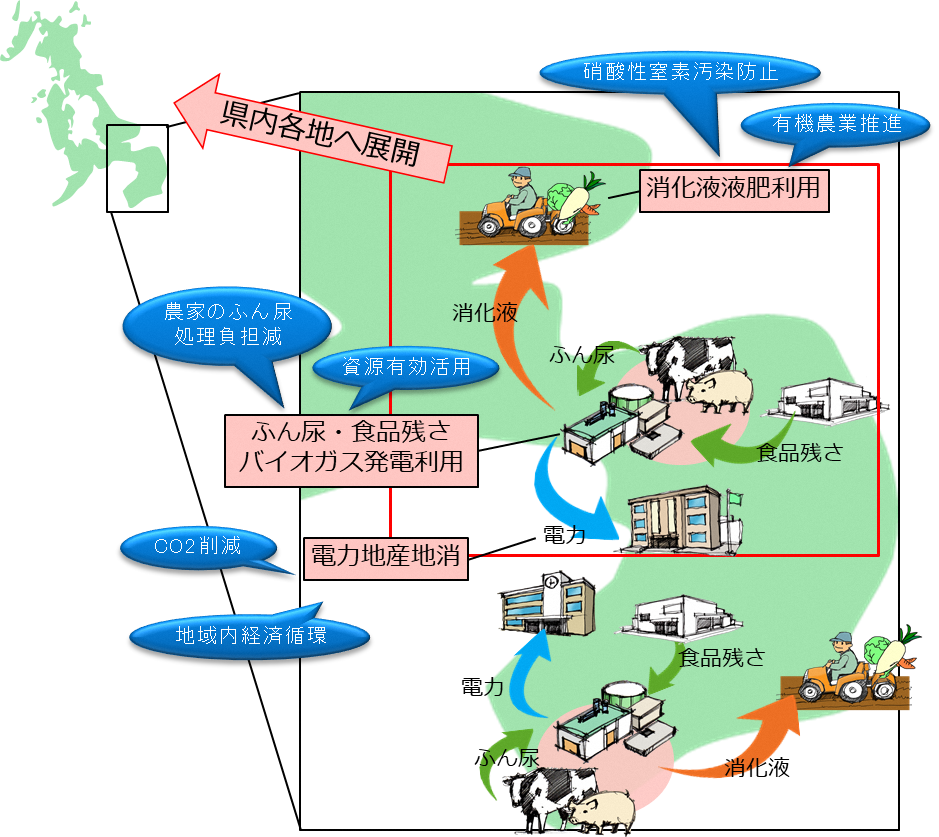 硝酸性窒素汚染防止
有機農業推進
県内各地へ展開
消化液液肥利用
農家のふん尿
処理負担減
消化液
ふん尿
資源有効活用
ふん尿・食品残さ
バイオガス発電利用
食品残さ
電力
CO2削減
電力地産地消
地域内経済循環
食品残さ
電力
ふん尿
消化液